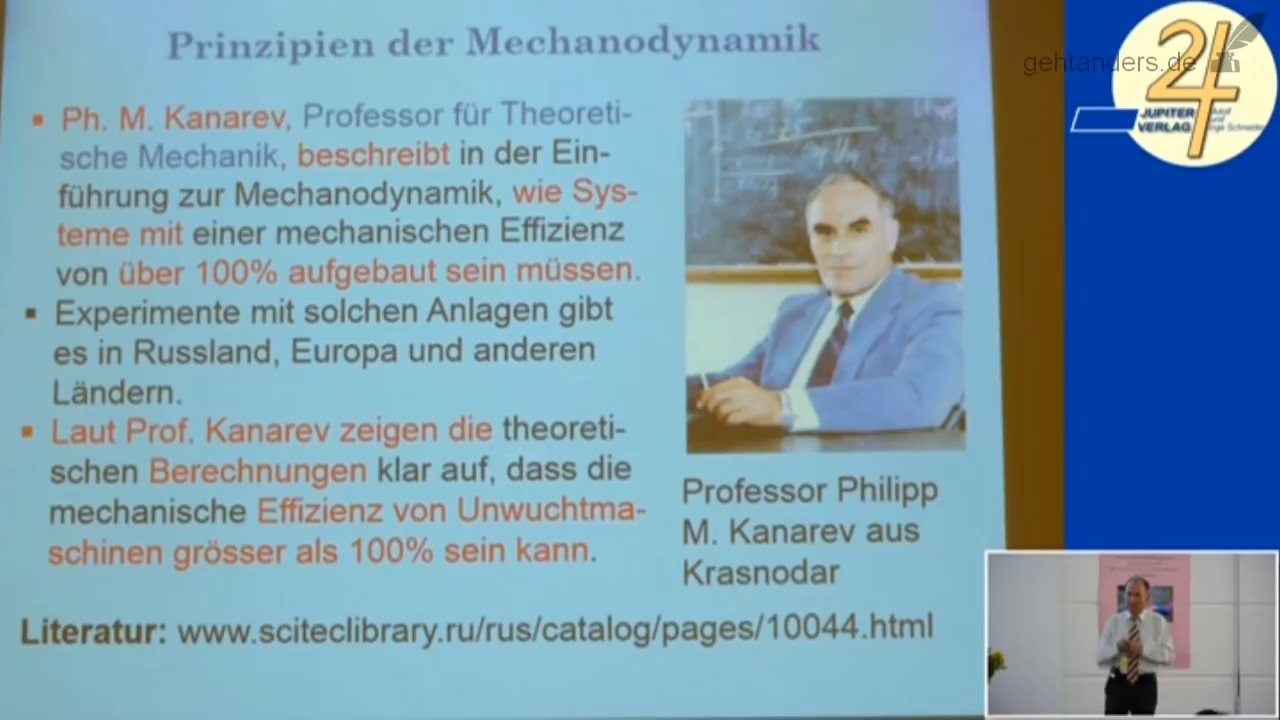 Prinzipien der Mechanodynamik
Ph. M. Kanarev, Professor für Theoreti-
sche Mechanik, beschreibt in der Ein-
führung zur Mechanodynamik, wie Sys-
teme mit einer mechanischen Effizienz
von über 100% aufgebaut sein müssen.
Experimente mit solchen Anlagen gibt
es in Russland, Europa und anderen
Ländern.
Laut Prof. Kanarev zeigen die theoreti-
schen Berechnungen klar auf, dass die
mechanische Effizienz von Unwuchtma-
schinen grösser als 100% sein kann.
Professor Philipp
M. Kanarev aus
Krasnodar
Literatur: www.sciteclibrary.ru/rus/catalog/pages/10044.html
gehtanders.de
JUPITER
VERLAG
und